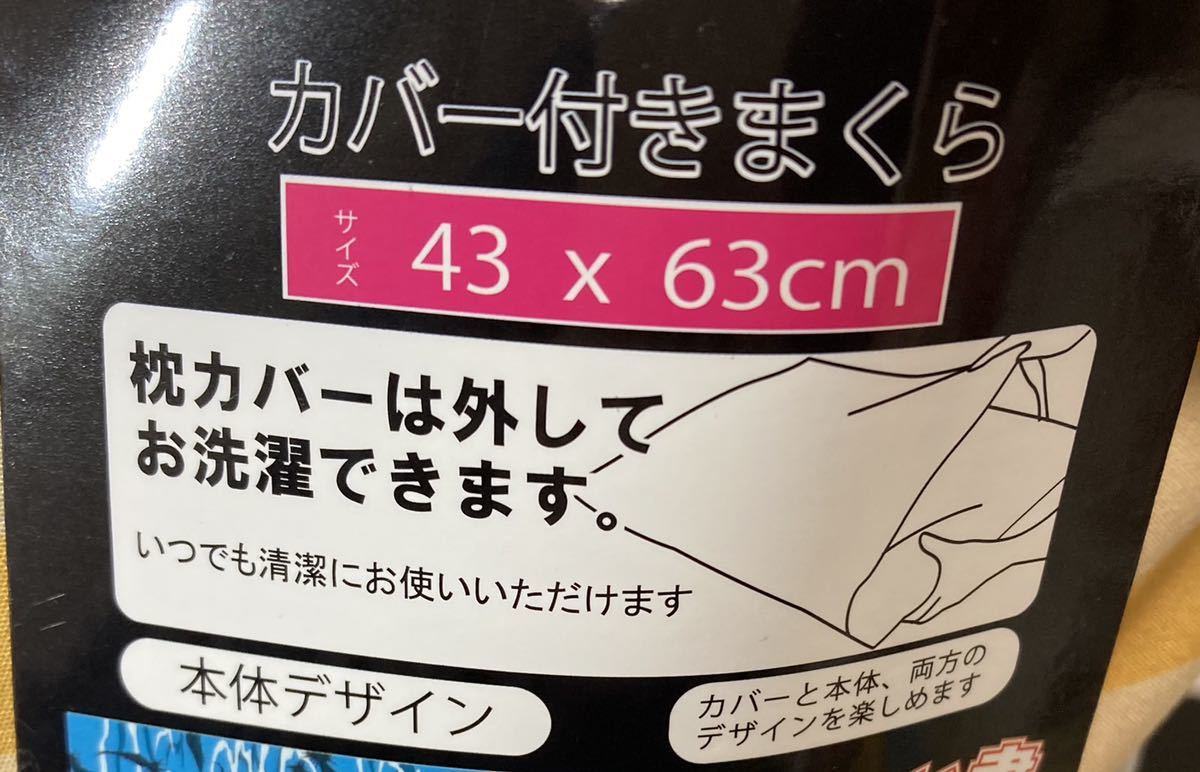 カバー付きまくら
サイズ 43 x 63cm
枕カバーは外して
お洗濯できます。
いつでも清潔にお使いいただけます
本体デザイン
カバーと本体、両方の
デザインを楽しめます